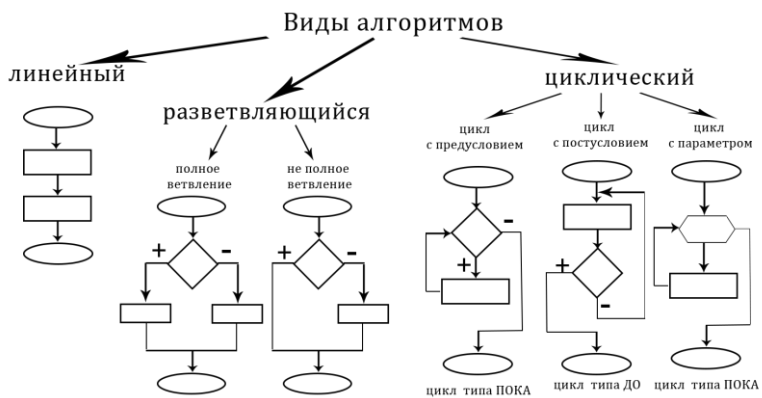 Виды алгоритмов
линейный
разветвляющийся
циклический
полное
ветвление
не полное
ветвление
цикл
с предусловием
цикл
с постусловием
цикл
с параметром
+
-
+
-
-
+
+
-
цикл типа ПОКА
цикл типа ДО
цикл типа ПОКА